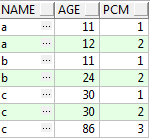 NAME AGE PCM
a ... 11 1
a ... 12 2
b ... 11 1
b ... 24 2
c ... 30 1
c ... 30 2
c ... 86 3